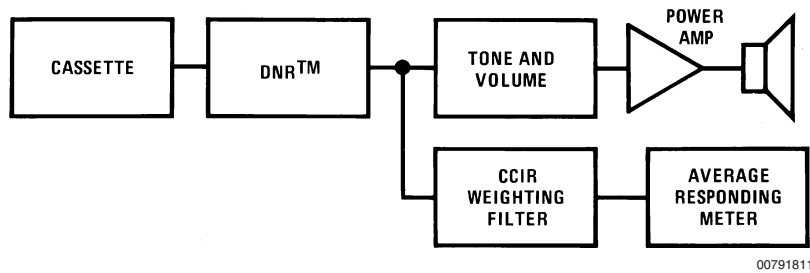 CASSETTE
DNR™
TONE AND
VOLUME
POWER
AMP
CCIR
WEIGHTING
FILTER
AVERAGE
RESPONDING
METER
00791811